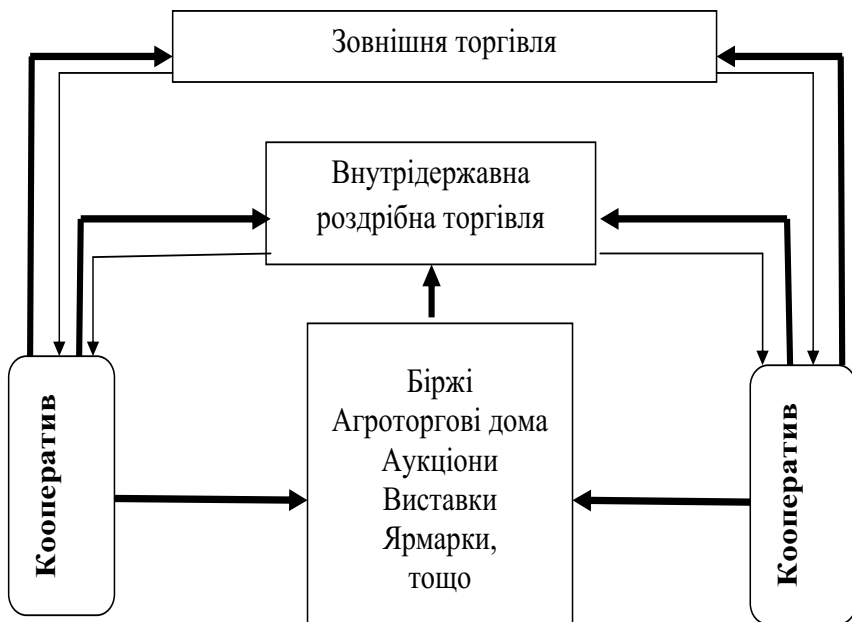 Зовнішня торгівля
Внутрідержавна
роздрібна торгівля
Біржі
Агроторгові дома
Аукціони
Виставки
Ярмарки,
тощо
Кооператив
Кооператив